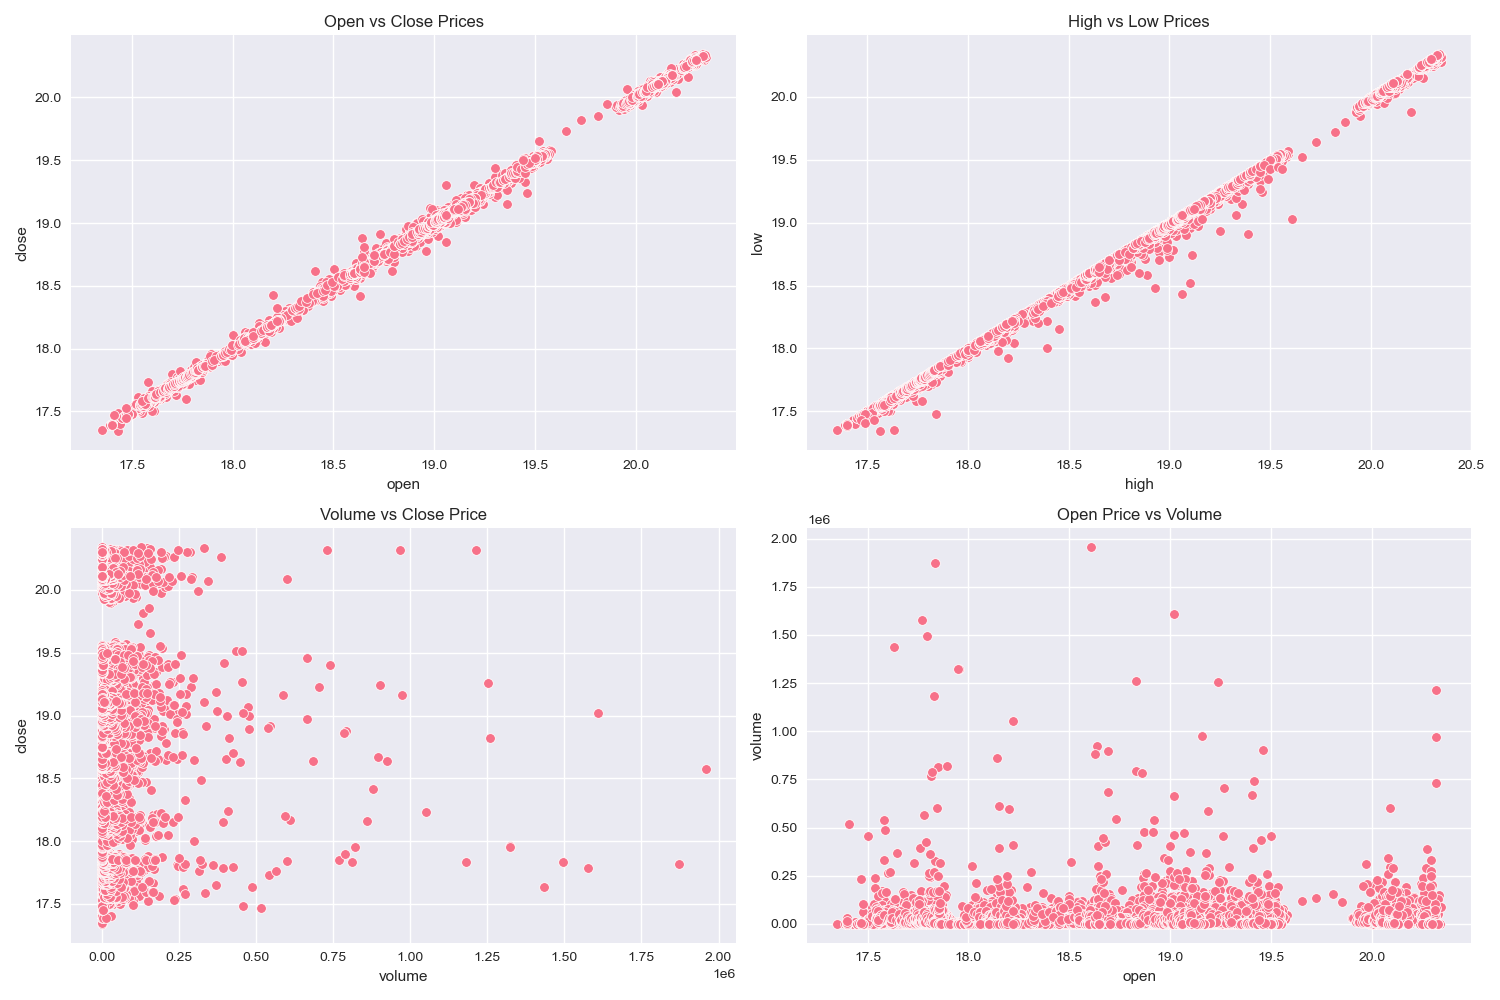 Open vs Close Prices
close
20.0
19.5
19.0
18.5
18.0
17.5
17.5 18.0 18.5 19.0 19.5 20.0
open
High vs Low Prices
low
20.0
19.5
19.0
18.5
18.0
17.5
17.5 18.0 18.5 19.0 19.5 20.0 20.5
high
Volume vs Close Price
close
20.0
19.5
19.0
18.5
18.0
17.5
0.00 0.25 0.50 0.75 1.00 1.25 1.50 1.75 2.00
1e6
volume
Open Price vs Volume
1e6
volume
2.00
1.75
1.50
1.25
1.00
0.75
0.50
0.25
0.00
17.5 18.0 18.5 19.0 19.5 20.0
open